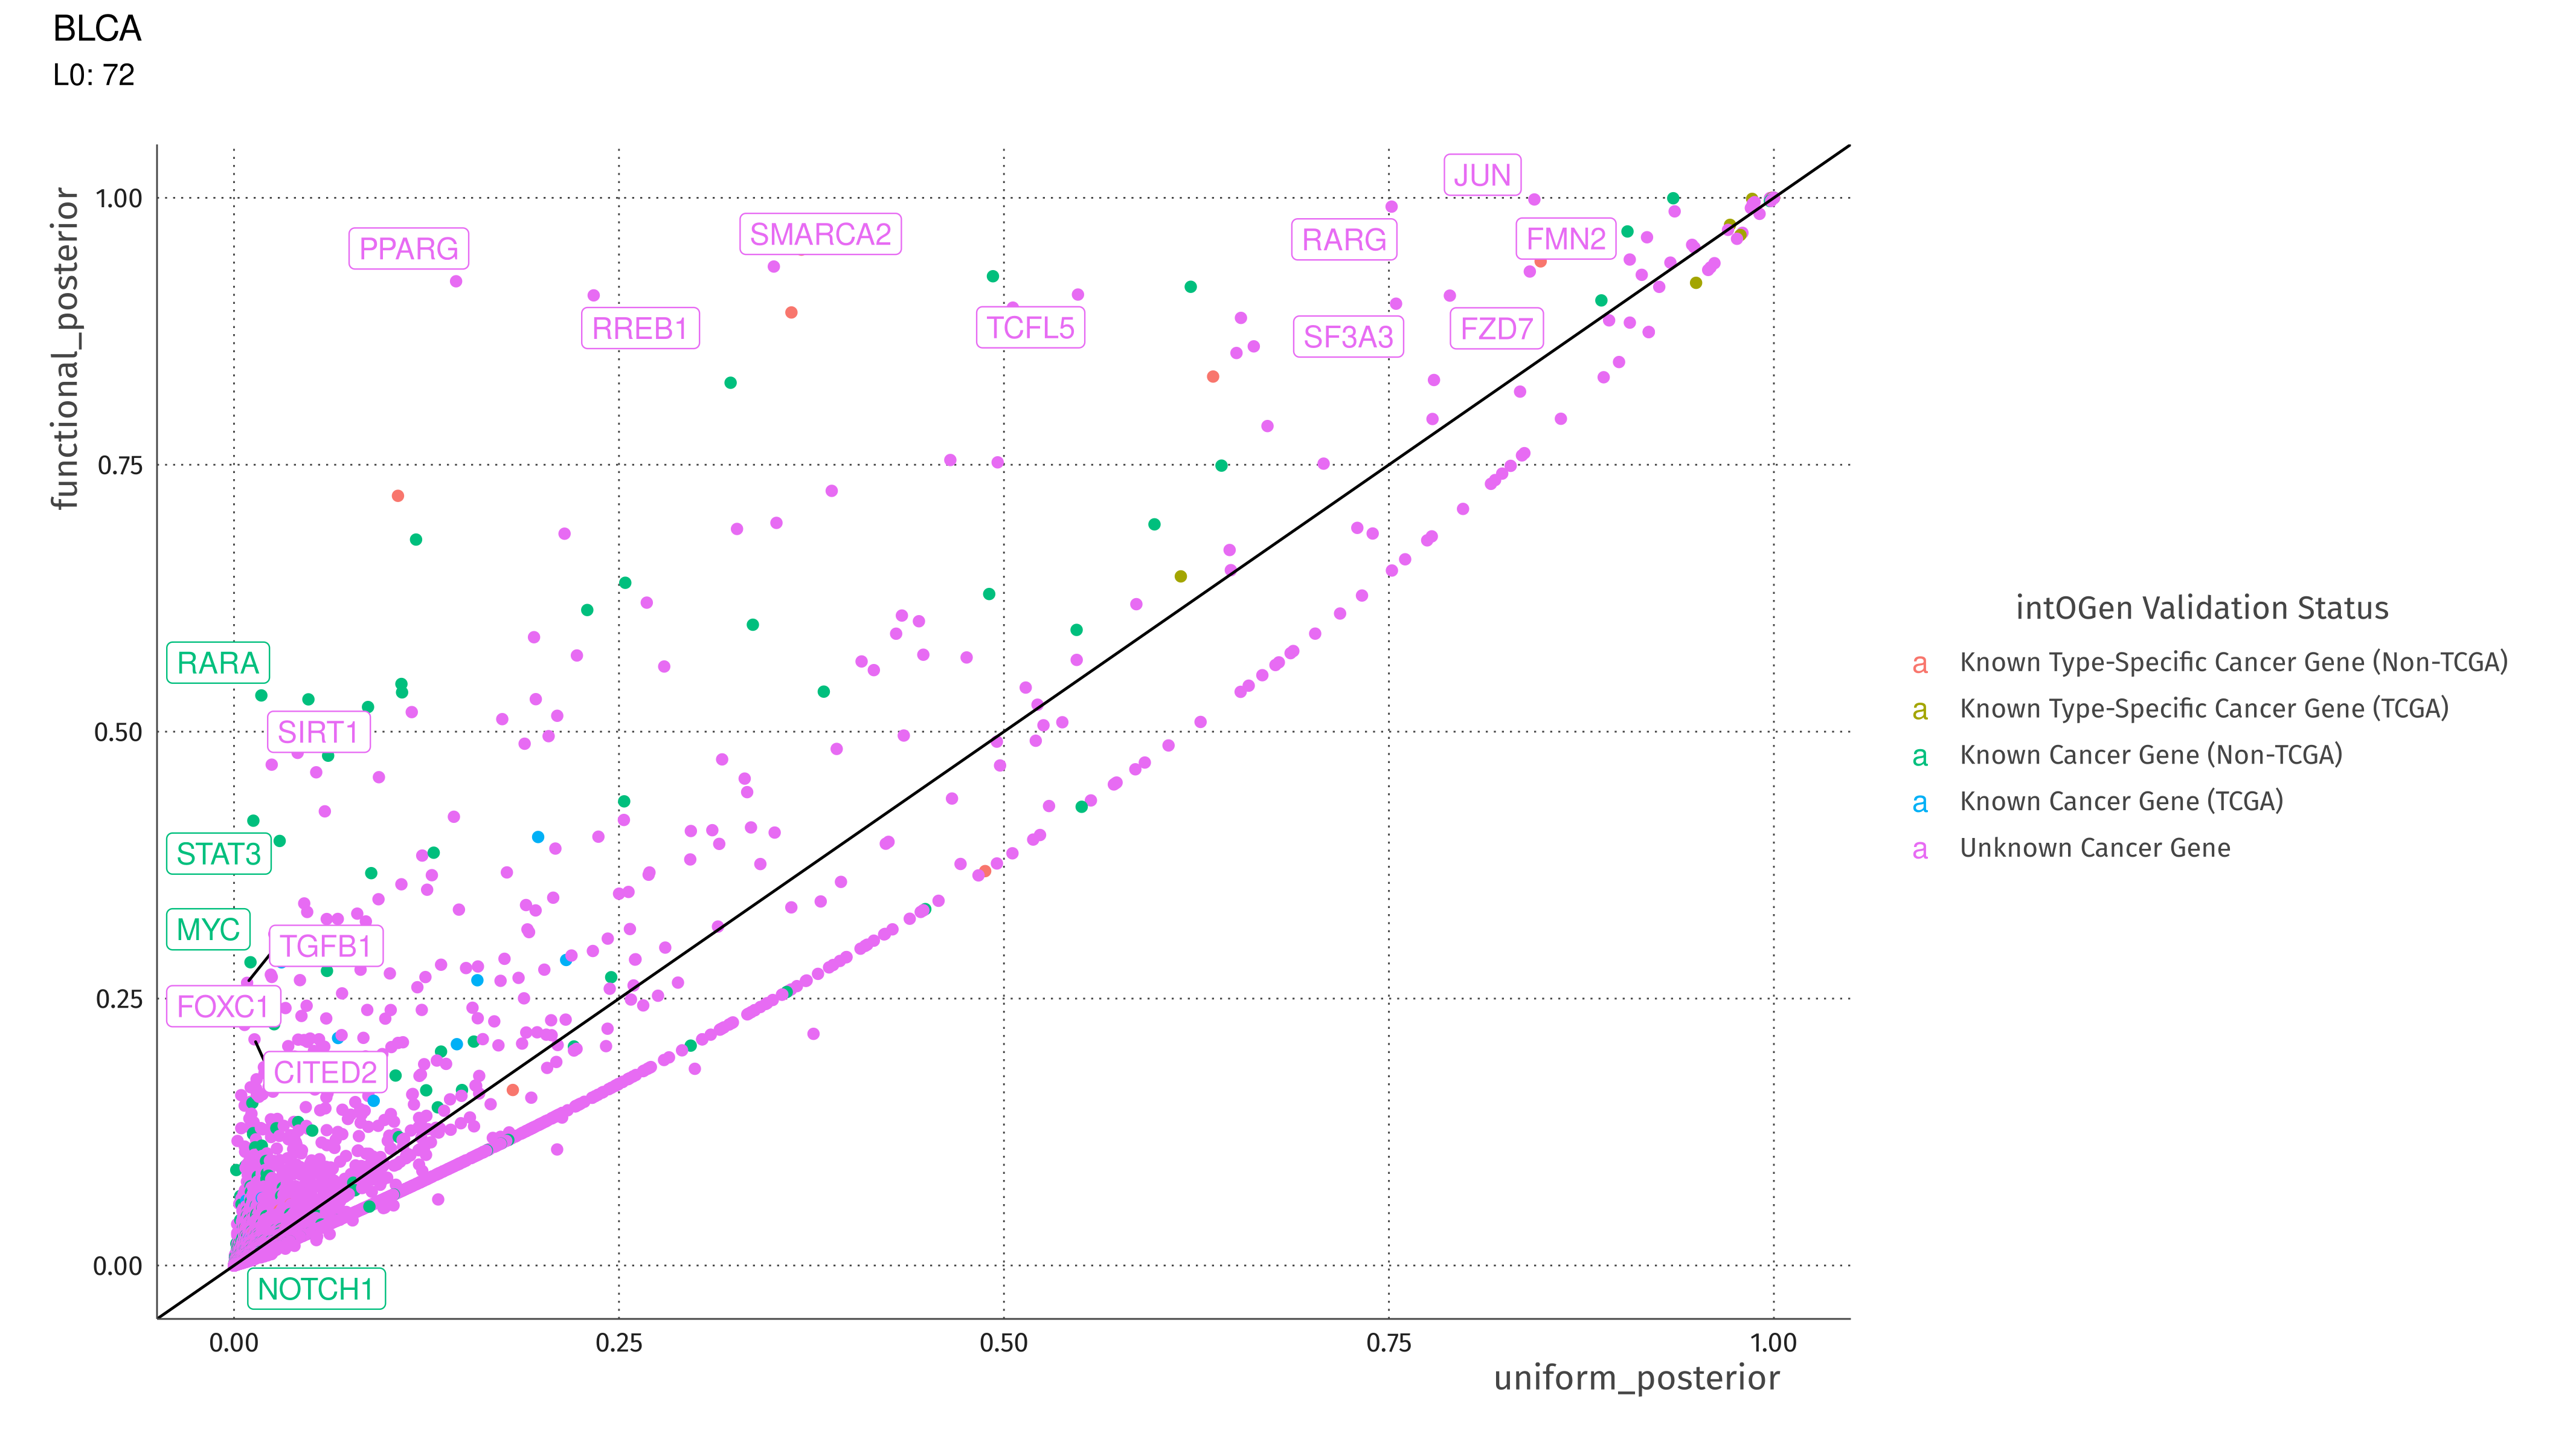 BLCA
L0: 72
functional_posterior
1.00
0.75
0.50
0.25
0.00
JUN
PPARG
SMARCA2
RARG
FMN2
RREB1
TCFL5
SF3A3
FZD7
RARA
SIRT1
STAT3
MYC
TGFB1
FOXC1
CITED2
NOTCH1
0.00
0.25
0.50
0.75
1.00
uniform_posterior
intOGen Validation Status
a Known Type-Specific Cancer Gene (Non-TCGA)
a Known Type-Specific Cancer Gene (TCGA)
a Known Cancer Gene (Non-TCGA)
a Known Cancer Gene (TCGA)
a Unknown Cancer Gene